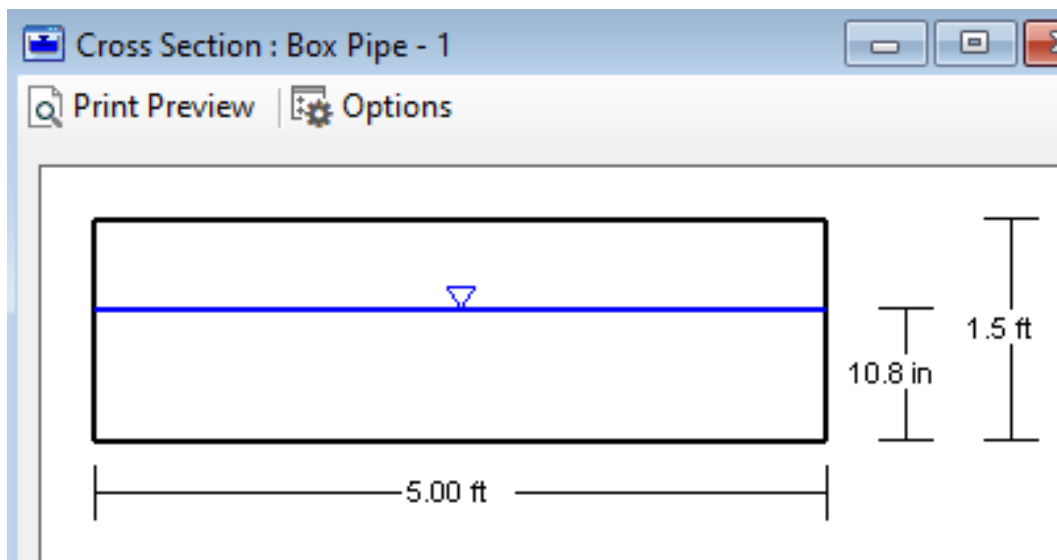 Cross Section : Box Pipe - 1
Print Preview Options
1.5 ft
10.8 in
5.00 ft